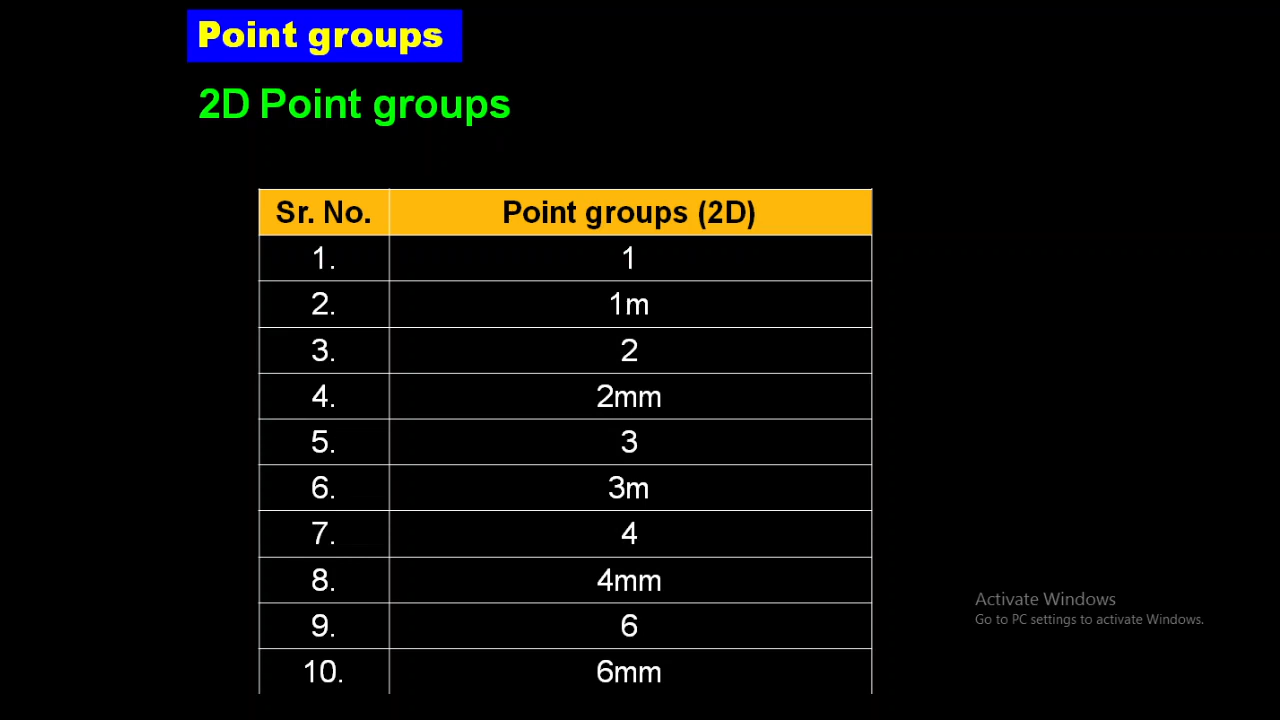 Point groups
2D Point groups
Sr. No. Point groups (2D)
1. 1
2. 1m
3. 2
4. 2mm
5. 3
6. 3m
7. 4
8. 4mm
9. 6
10. 6mm
Activate Windows
Go to PC settings to activate Windows.